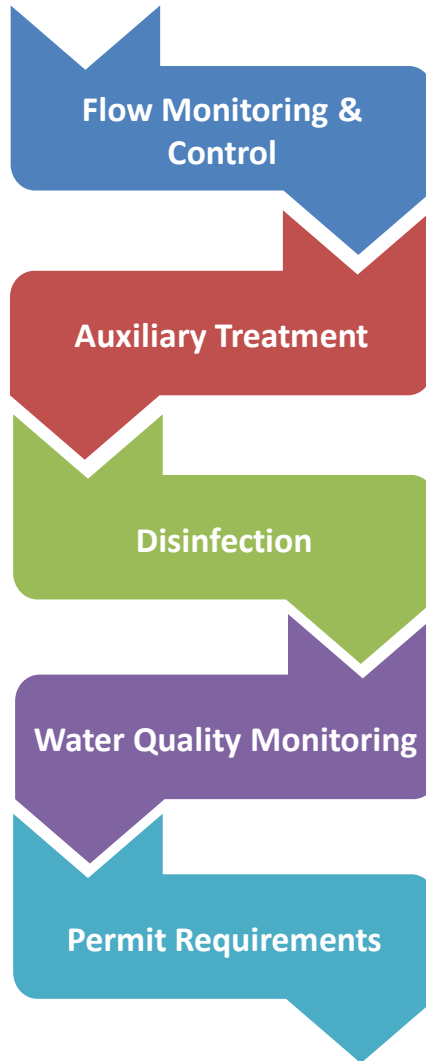 Flow Monitoring &
Control
Auxiliary Treatment
Disinfection
Water Quality Monitoring
Permit Requirements